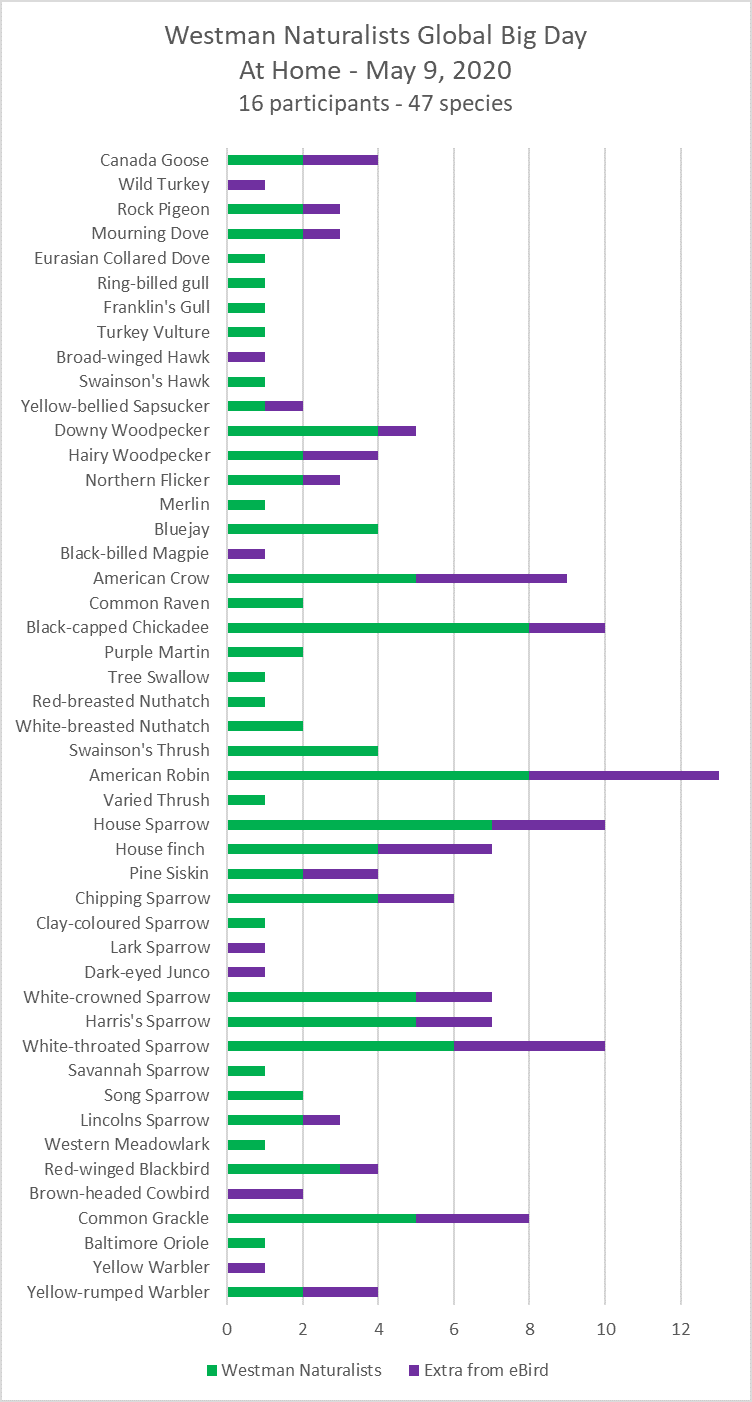 Westman Naturalists Global Big Day
At Home - May 9, 2020
16 participants - 47 species
Canada Goose
Wild Turkey
Rock Pigeon
Mourning Dove
Eurasian Collared Dove
Ring-billed gull
Franklin's Gull
Turkey Vulture
Broad-winged Hawk
Swainson's Hawk
Yellow-bellied Sapsucker
Downy Woodpecker
Hairy Woodpecker
Northern Flicker
Merlin
Bluejay
Black-billed Magpie
American Crow
Common Raven
Black-capped Chickadee
Purple Martin
Tree Swallow
Red-breasted Nuthatch
White-breasted Nuthatch
Swainson's Thrush
American Robin
Varied Thrush
House Sparrow
House finch
Pine Siskin
Chipping Sparrow
Clay-coloured Sparrow
Lark Sparrow
Dark-eyed Junco
White-crowned Sparrow
Harris's Sparrow
White-throated Sparrow
Savannah Sparrow
Song Sparrow
Lincolns Sparrow
Western Meadowlark
Red-winged Blackbird
Brown-headed Cowbird
Common Grackle
Baltimore Oriole
Yellow Warbler
Yellow-rumped Warbler
0 2 4 6 8 10 12
Westman Naturalists Extra from eBird